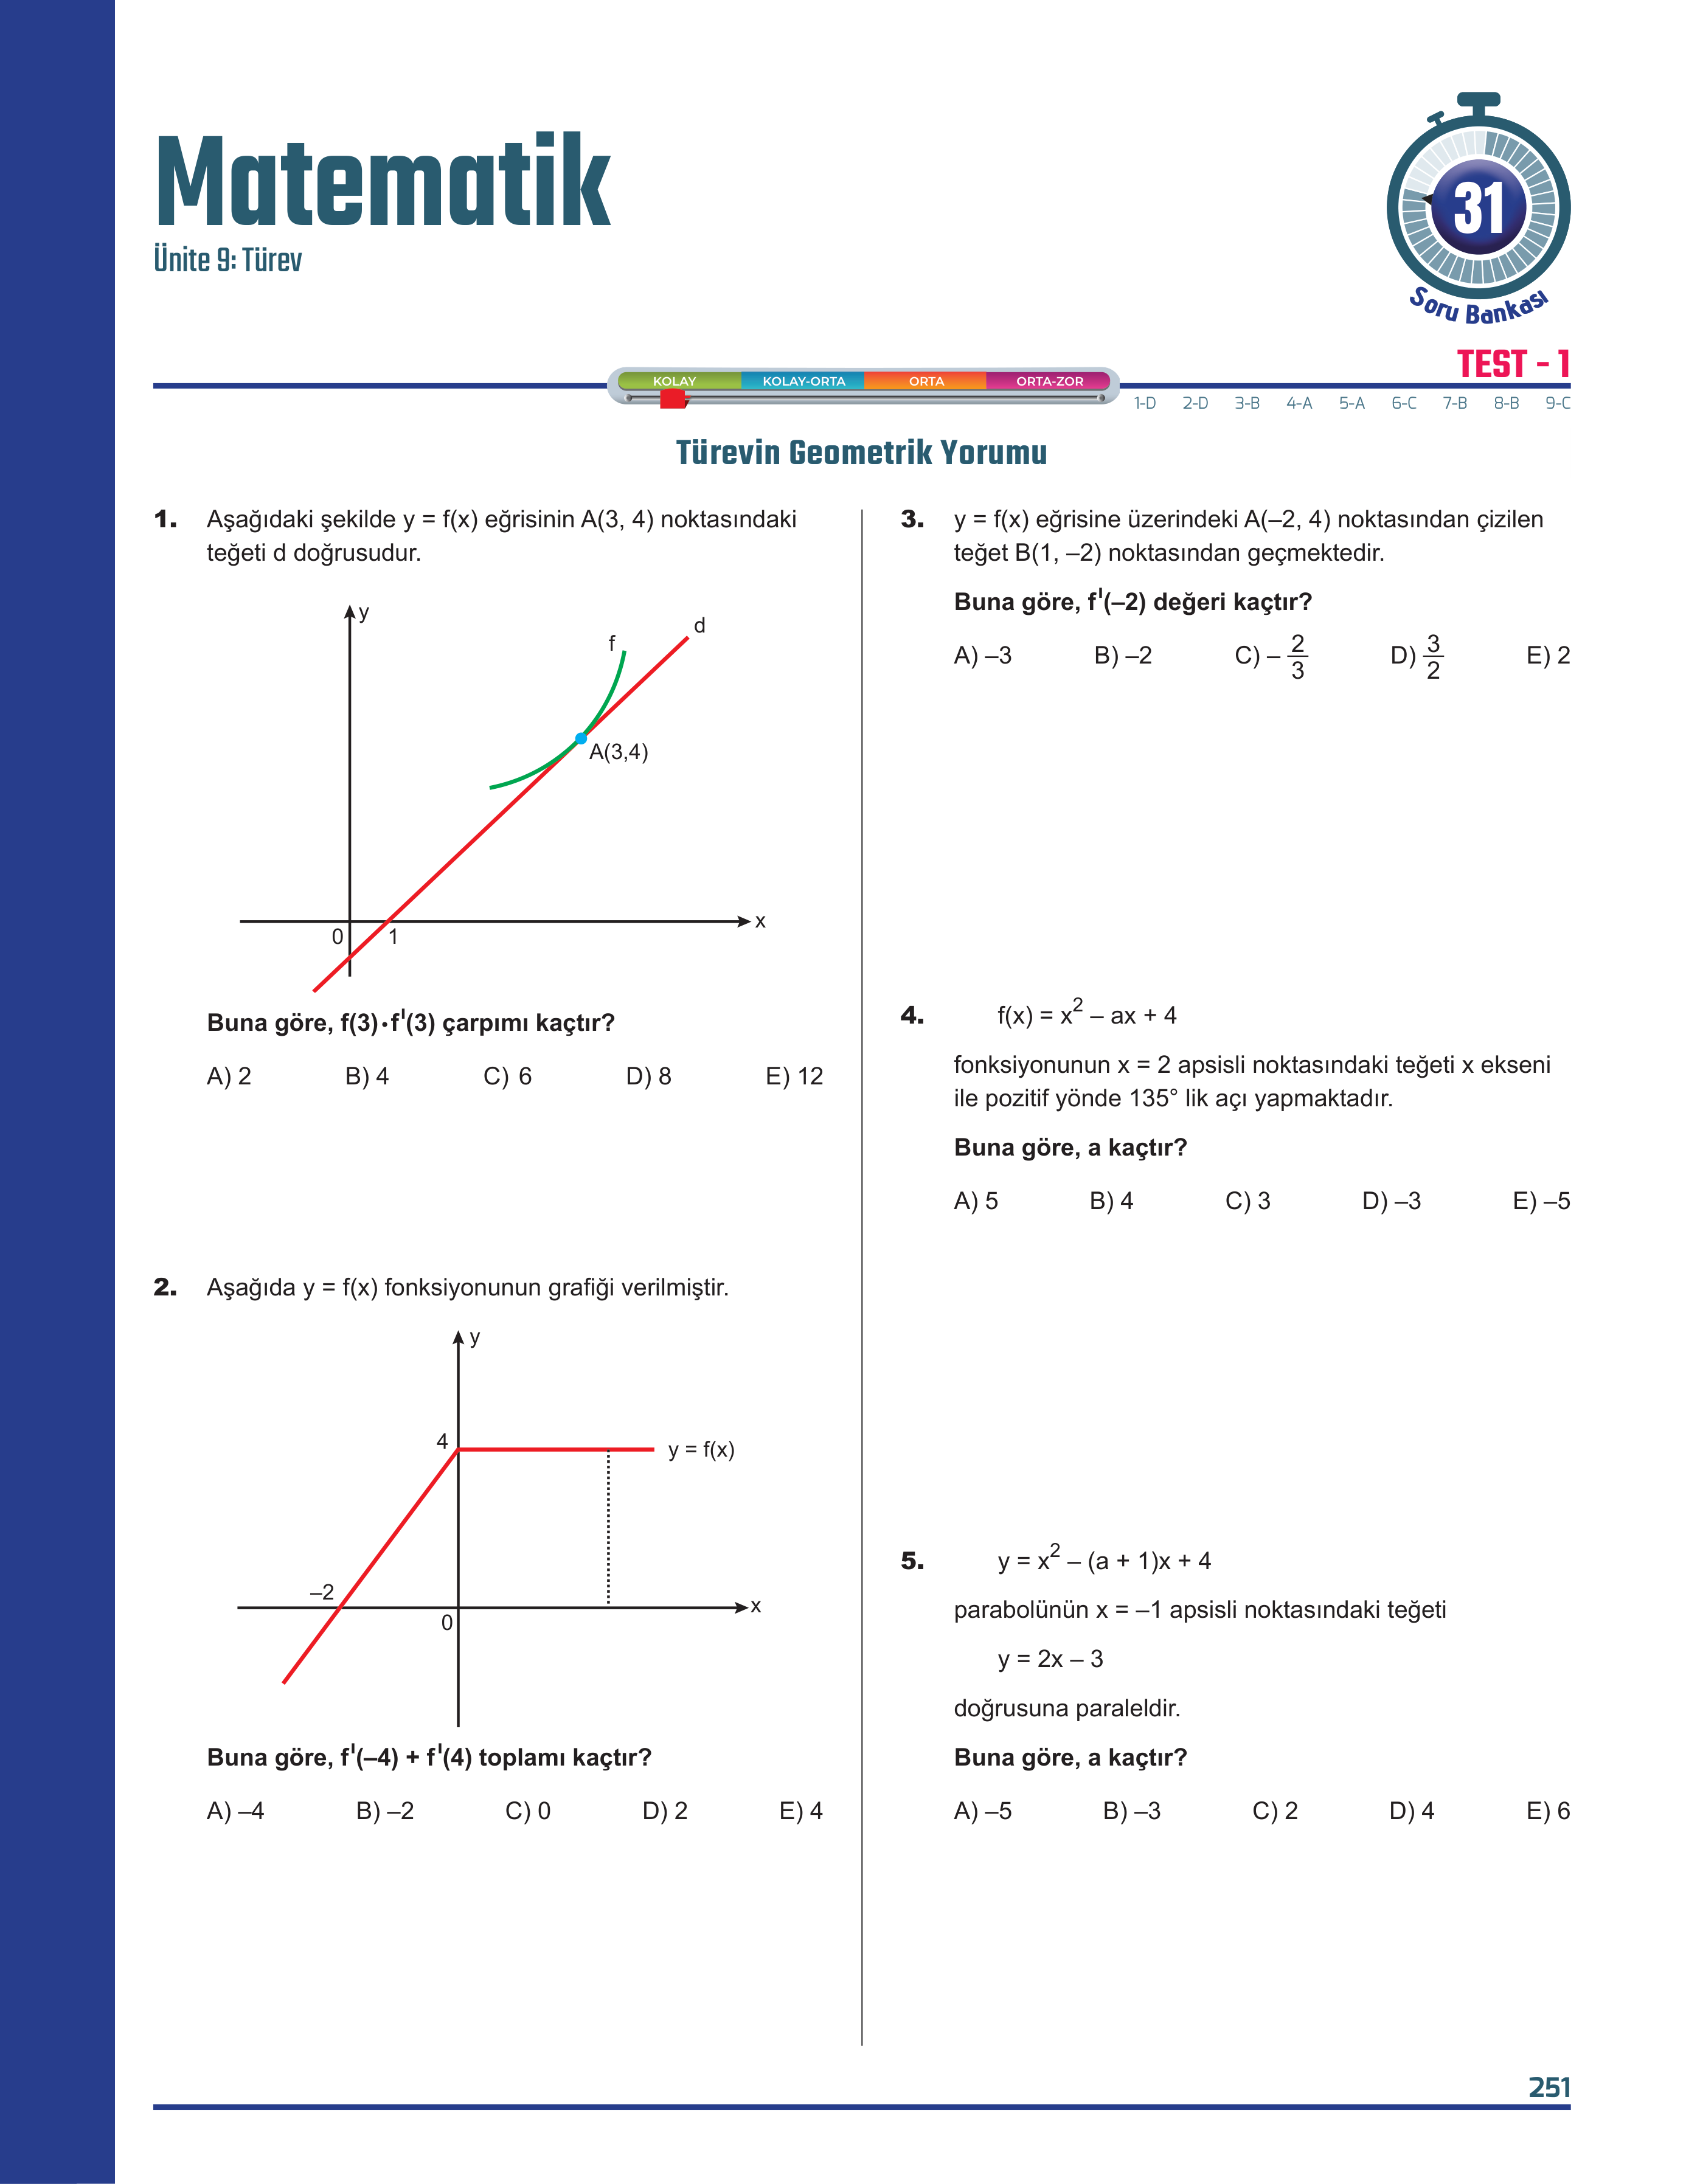 Matematik
Ünite 9: Türev
31
Soru Bankası
TEST - 1
KOLAY KOLAY-ORTA ORTA ORTA-ZOR
1-D 2-D 3-B 4-A 5-A 6-C 7-B 8-B 9-C
Türevin Geometrik Yorumu
1. Aşağıdaki şekilde y = f(x) eğrisinin A(3, 4) noktasındaki
teğeti d doğrusudur.
y
d
f
A(3,4)
x
0 1
Buna göre, f(3)·fᴵ(3) çarpımı kaçtır?
A) 2 B) 4 C) 6 D) 8 E) 12
2. Aşağıda y = f(x) fonksiyonunun grafiği verilmiştir.
y
4
y = f(x)
–2
x
0
Buna göre, fᴵ(–4) + fᴵ(4) toplamı kaçtır?
A) –4 B) –2 C) 0 D) 2 E) 4
3. y = f(x) eğrisine üzerindeki A(–2, 4) noktasından çizilen
teğet B(1, –2) noktasından geçmektedir.
Buna göre, fᴵ(–2) değeri kaçtır?
A) –3 B) –2 C) –2/3 D) 3/2 E) 2
4. f(x) = x² – ax + 4
fonksiyonunun x = 2 apsisli noktasındaki teğeti x ekseni
ile pozitif yönde 135° lik açı yapmaktadır.
Buna göre, a kaçtır?
A) 5 B) 4 C) 3 D) –3 E) –5
5. y = x² – (a + 1)x + 4
parabolünün x = –1 apsisli noktasındaki teğeti
y = 2x – 3
doğrusuna paraleldir.
Buna göre, a kaçtır?
A) –5 B) –3 C) 2 D) 4 E) 6
251